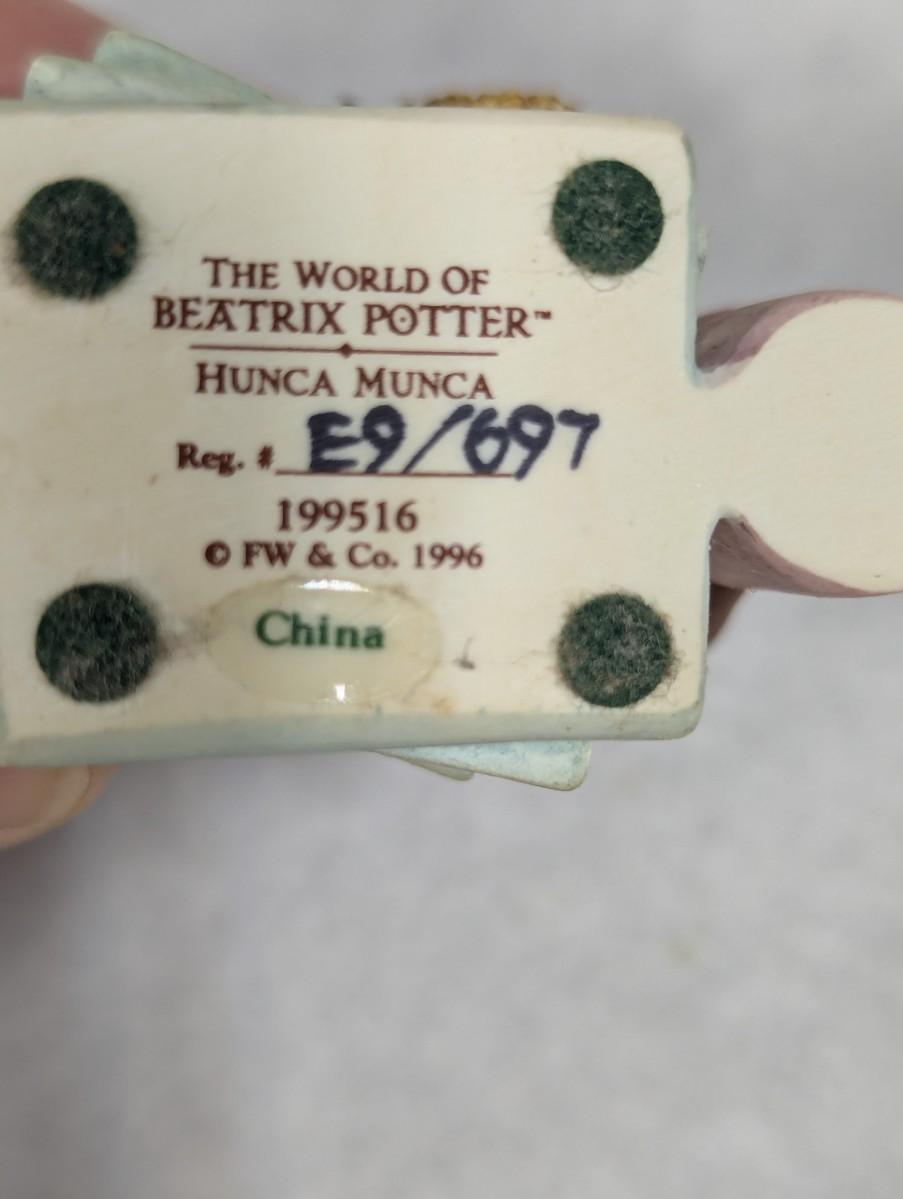 THE WORLD OF
BEATRIX POTTER™
HUNCA MUNCA
Reg. # E9/697
199516
© FW & Co. 1996
China